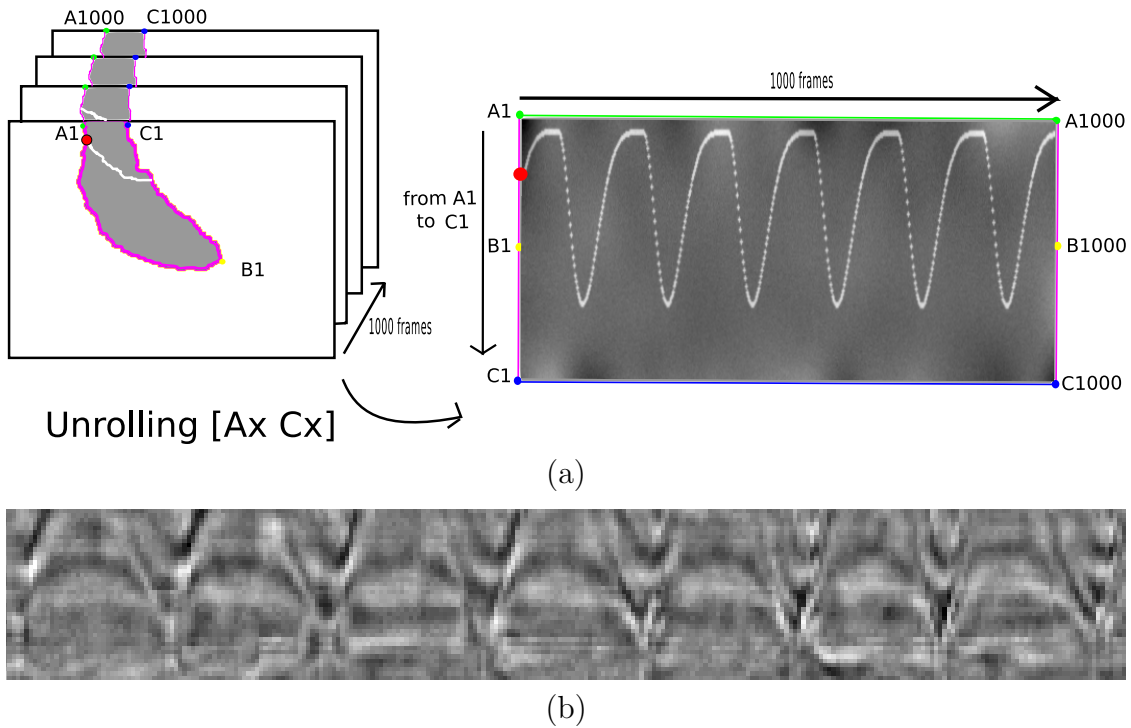 A1000 C1000
A1 C1
B1
1000 frames
Unrolling [Ax Cx]
1000 frames
A1 A1000
from A1
to C1
B1 B1000
C1 C1000
(a)
(b)